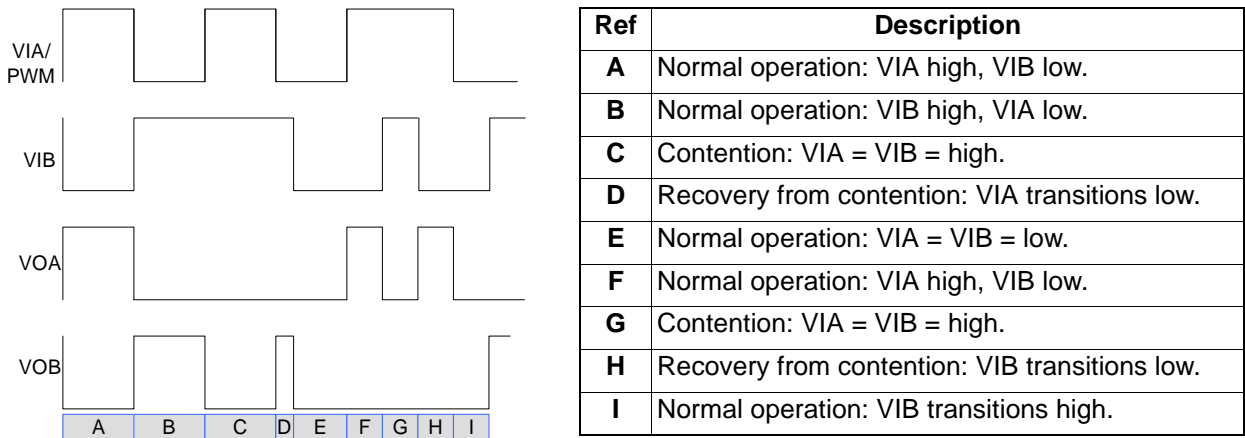 VIA/
PWM
VIB
VOA
VOB
A B C D E F G H I
Ref Description
A Normal operation: VIA high, VIB low.
B Normal operation: VIB high, VIA low.
C Contention: VIA = VIB = high.
D Recovery from contention: VIA transitions low.
E Normal operation: VIA = VIB = low.
F Normal operation: VIA high, VIB low.
G Contention: VIA = VIB = high.
H Recovery from contention: VIB transitions low.
I Normal operation: VIB transitions high.